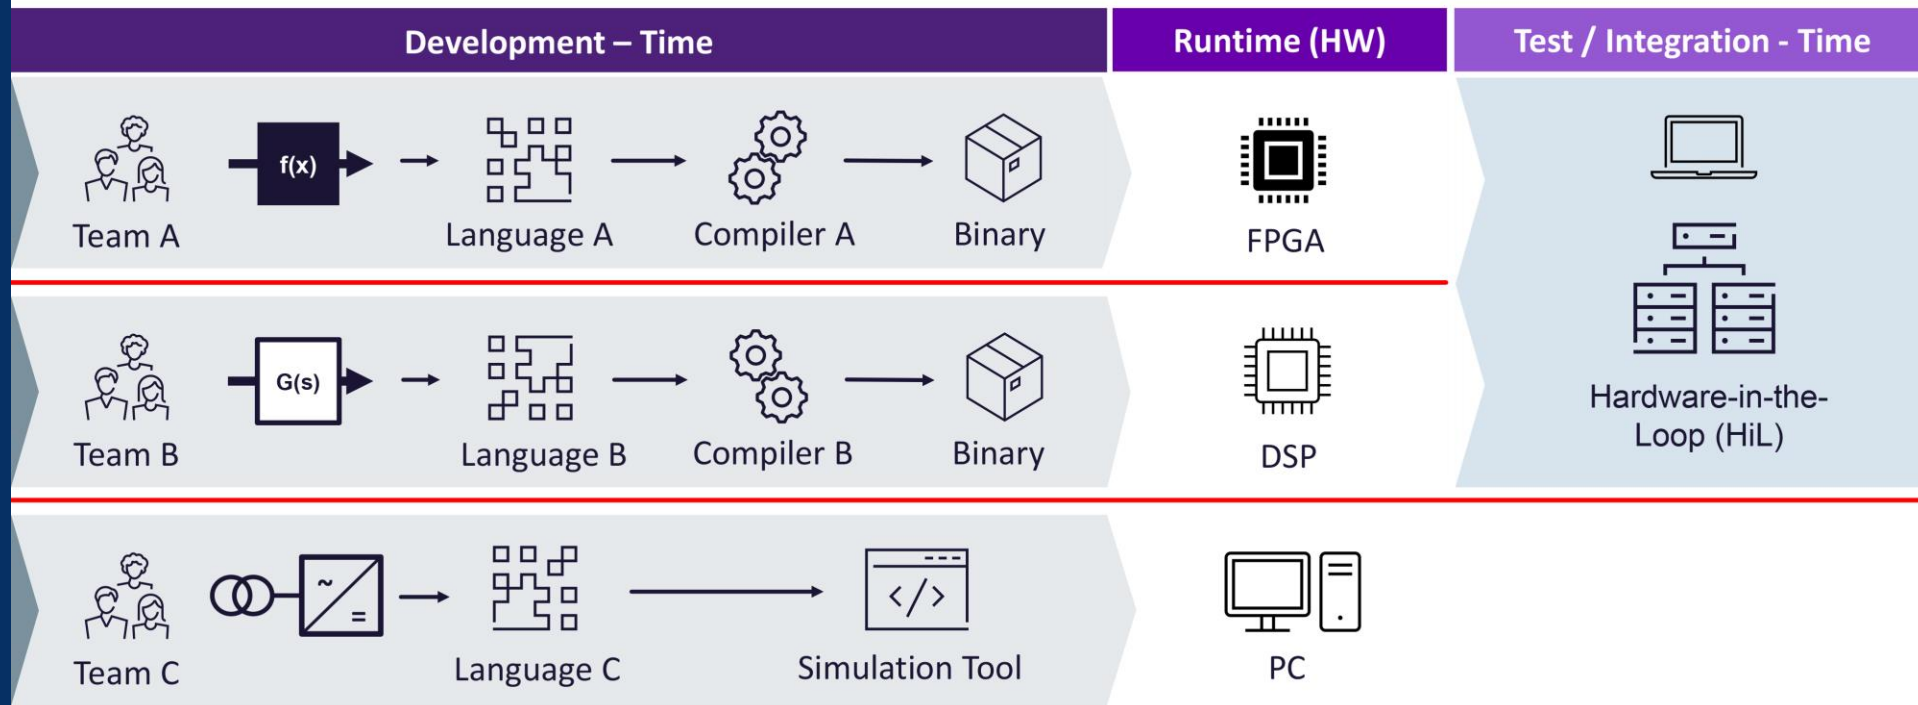 Development – Time
Runtime (HW)
Test / Integration - Time
f(x)
Team A
Language A
Compiler A
Binary
FPGA
G(s)
Team B
Language B
Compiler B
Binary
DSP
Hardware-in-the-
Loop (HiL)
~
=
</>
Team C
Language C
Simulation Tool
PC